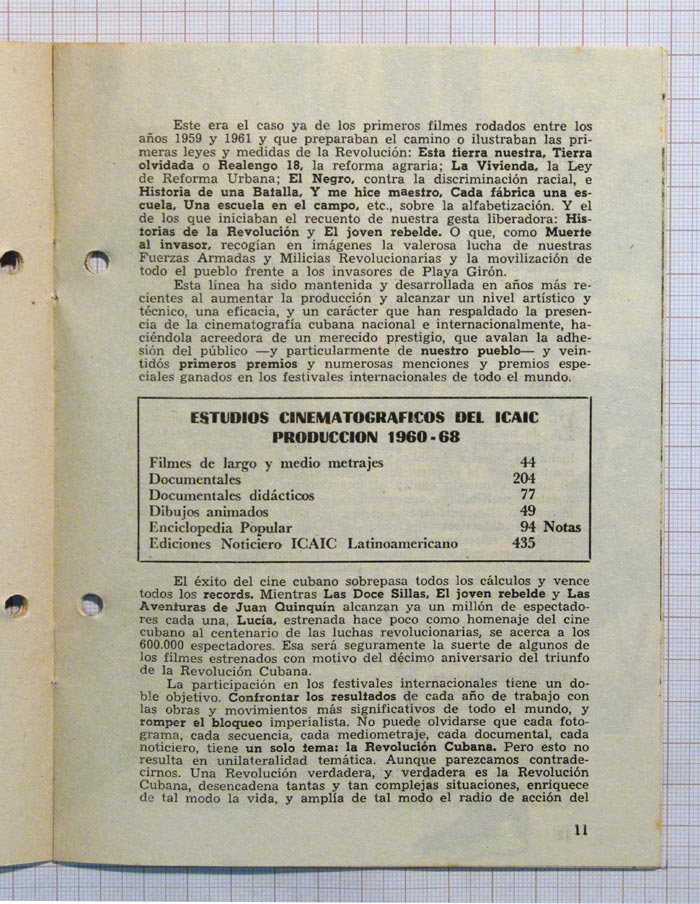 Este era el caso ya de los primeros filmes rodados entre los
años 1959 y 1961 y que preparaban el camino o ilustraban las pri-
meras leyes y medidas de la Revolución: Esta tierra nuestra, Tierra
olvidada o Realengo 18, la reforma agraria; La Vivienda, la Ley
de Reforma Urbana; El Negro, contra la discriminación racial, e
Historia de una Batalla, Y me hice maestro, Cada fábrica una es-
cuela, Una escuela en el campo, etc., sobre la alfabetización. Y el
de los que iniciaban el recuento de nuestra gesta liberadora: His-
torias de la Revolución y El joven rebelde. O que, como Muerte
al invasor, recogían en imágenes la valerosa lucha de nuestras
Fuerzas Armadas y Milicias Revolucionarias y la movilización de
todo el pueblo frente a los invasores de Playa Girón.
Esta línea ha sido mantenida y desarrollada en años más re-
cientes al aumentar la producción y alcanzar un nivel artístico y
técnico, una eficacia, y un carácter que han respaldado la presen-
cia de la cinematografía cubana nacional e internacionalmente, ha-
ciéndola acreedora de un merecido prestigio, que avalan la adhe-
sión del público —y particularmente de nuestro pueblo— y vein-
tidós primeros premios y numerosas menciones y premios espe-
ciales ganados en los festivales internacionales de todo el mundo.
ESTUDIOS CINEMATOGRAFICOS DEL ICAIC
PRODUCCION 1960-68
Filmes de largo y medio metrajes 44
Documentales 204
Documentales didácticos 77
Dibujos animados 49
Enciclopedia Popular 94 Notas
Ediciones Noticiero ICAIC Latinoamericano 435
El éxito del cine cubano sobrepasa todos los cálculos y vence
todos los records. Mientras Las Doce Sillas, El joven rebelde y Las
Aventuras de Juan Quinquín alcanzan ya un millón de espectado-
res cada una, Lucía, estrenada hace poco como homenaje del cine
cubano al centenario de las luchas revolucionarias, se acerca a los
600.000 espectadores. Esa será seguramente la suerte de algunos de
los filmes estrenados con motivo del décimo aniversario del triunfo
de la Revolución Cubana.
La participación en los festivales internacionales tiene un do-
ble objetivo. Confrontar los resultados de cada año de trabajo con
las obras y movimientos más significativos de todo el mundo, y
romper el bloqueo imperialista. No puede olvidarse que cada foto-
grama, cada secuencia, cada mediometraje, cada documental, cada
noticiero, tiene un solo tema: la Revolución Cubana. Pero esto no
resulta en unilateralidad temática. Aunque parezcamos contrade-
cirnos. Una Revolución verdadera, y verdadera es la Revolución
Cubana, desencadena tantas y tan complejas situaciones, enriquece
de tal modo la vida, y amplía de tal modo el radio de acción del
11